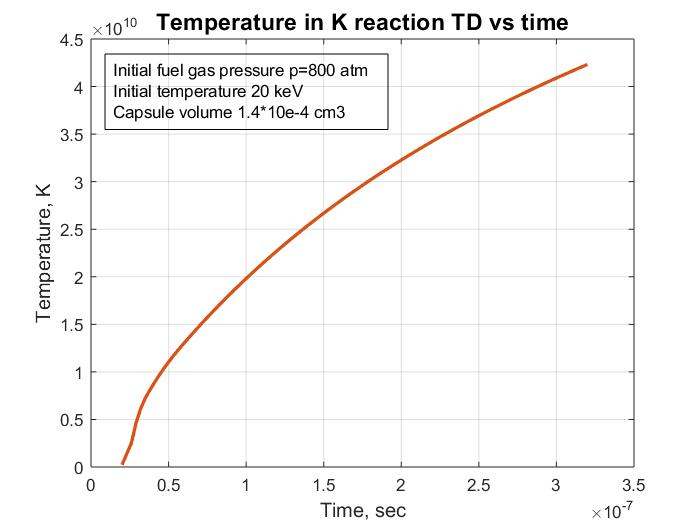 Temperature in K reaction TD vs time
×10^10
Initial fuel gas pressure p=800 atm
Initial temperature 20 keV
Capsule volume 1.4*10e-4 cm3
4.5
4
3.5
3
2.5
2
1.5
1
0.5
0
Temperature, K
0 0.5 1 1.5 2 2.5 3 3.5
Time, sec
×10^-7